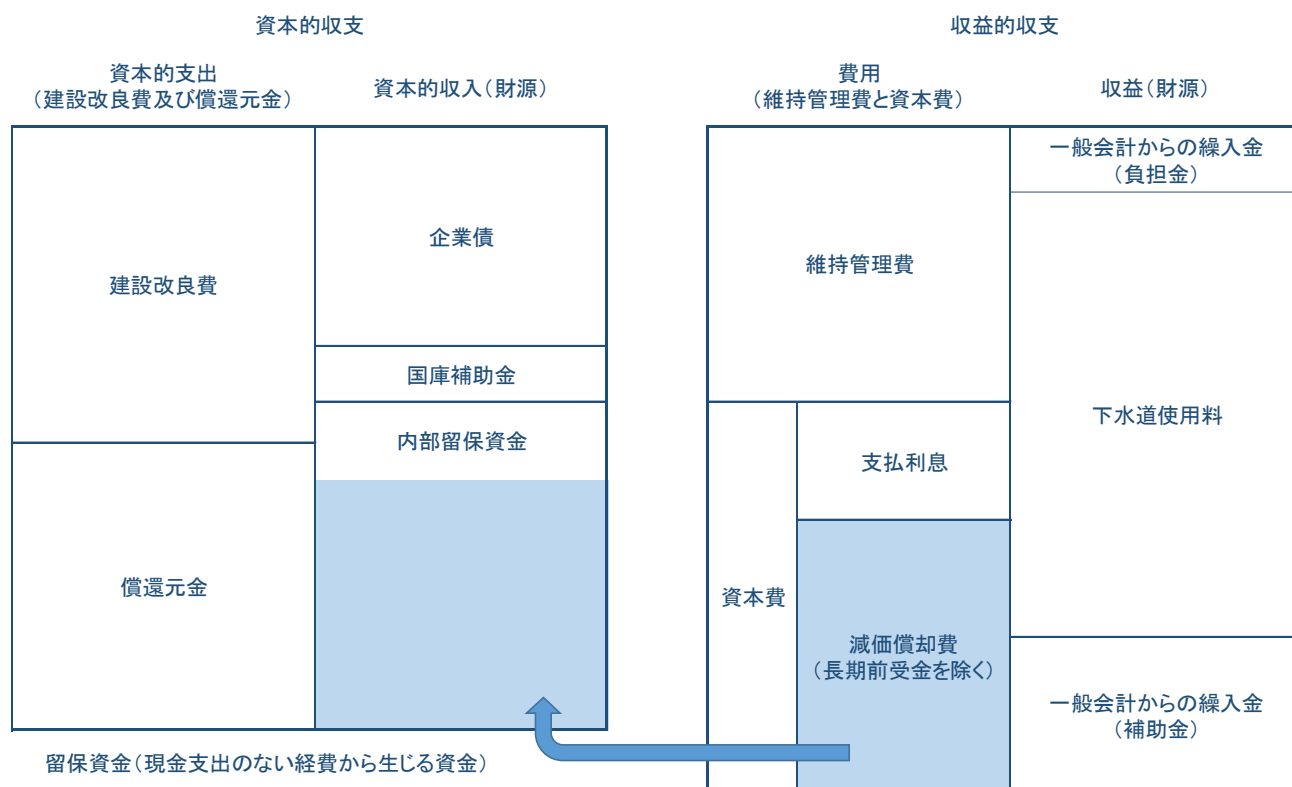 資本的収支
資本的支出
（建設改良費及び償還元金）
資本的収入（財源）
建設改良費
償還元金
企業債
国庫補助金
内部留保資金
留保資金（現金支出のない経費から生じる資金）
収益的収支
費用
（維持管理費と資本費）
収益（財源）
維持管理費
資本費
支払利息
減価償却費
（長期前受金を除く）
一般会計からの繰入金
（負担金）
下水道使用料
一般会計からの繰入金
（補助金）